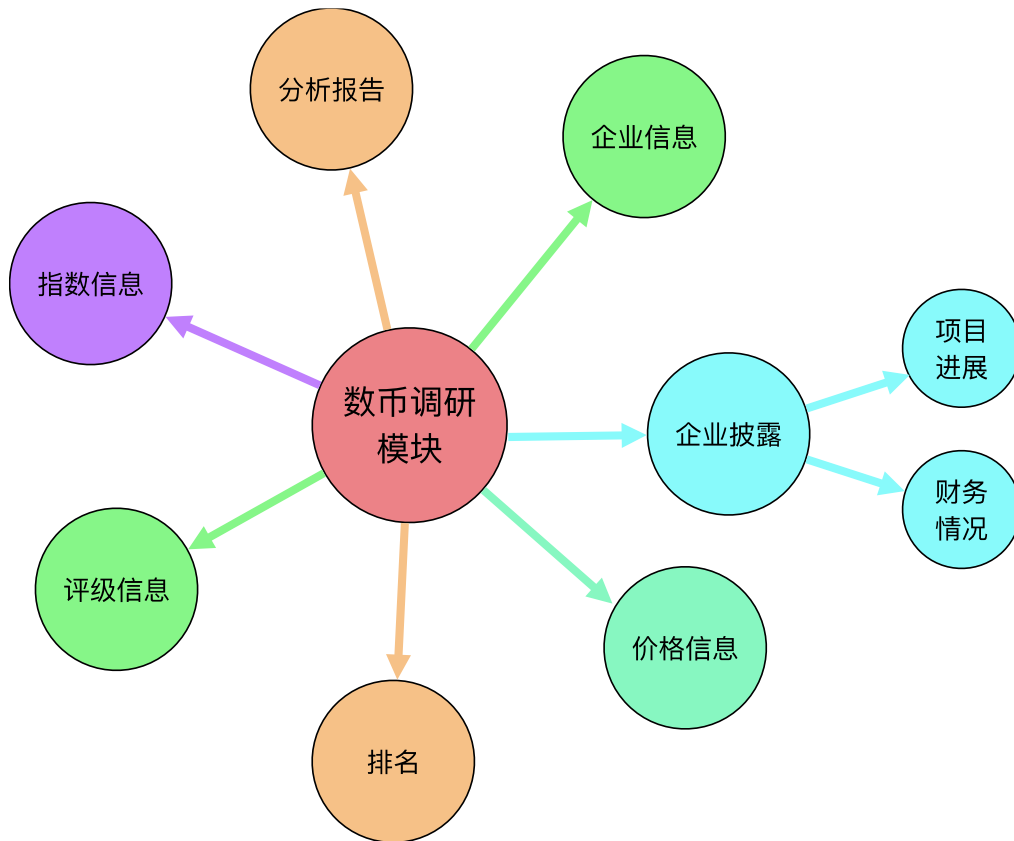 分析报告
企业信息
指数信息
项目
进展
数币调研
模块
企业披露
财务
情况
评级信息
价格信息
排名